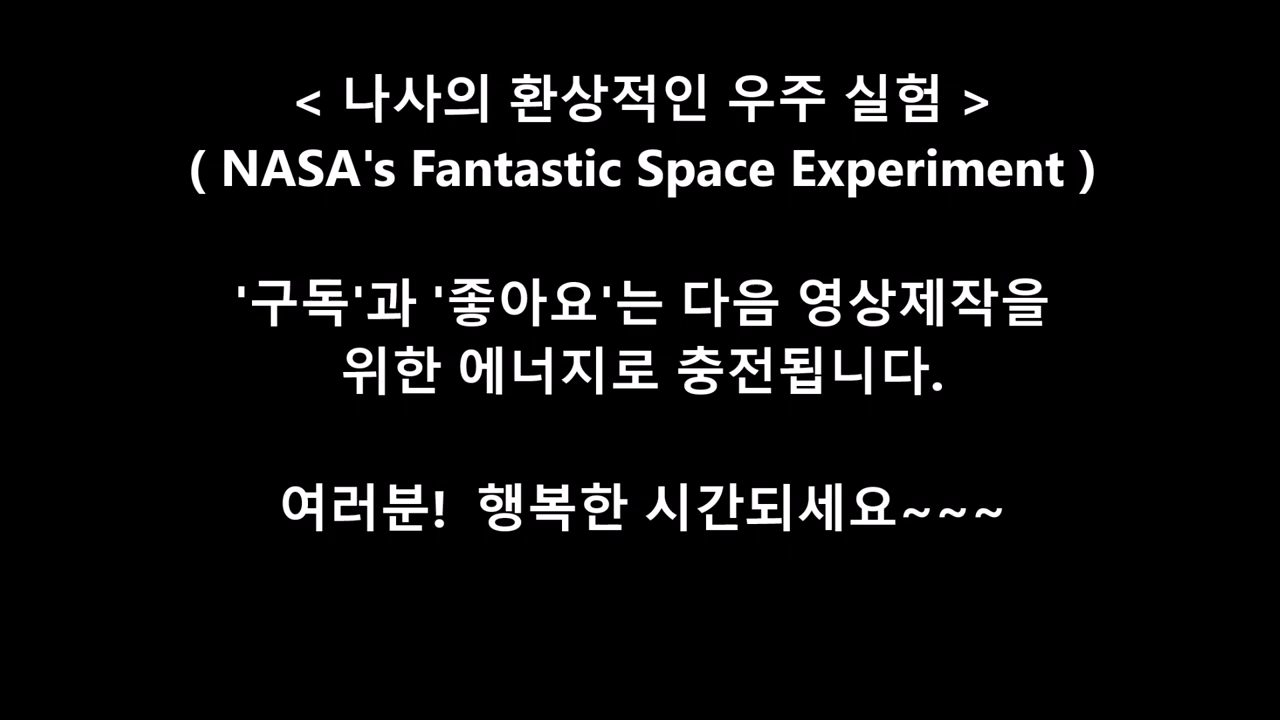 < 나사의 환상적인 우주 실험 >
( NASA's Fantastic Space Experiment )
'구독'과 '좋아요'는 다음 영상제작을
위한 에너지로 충전됩니다.
여러분!  행복한 시간되세요~~~